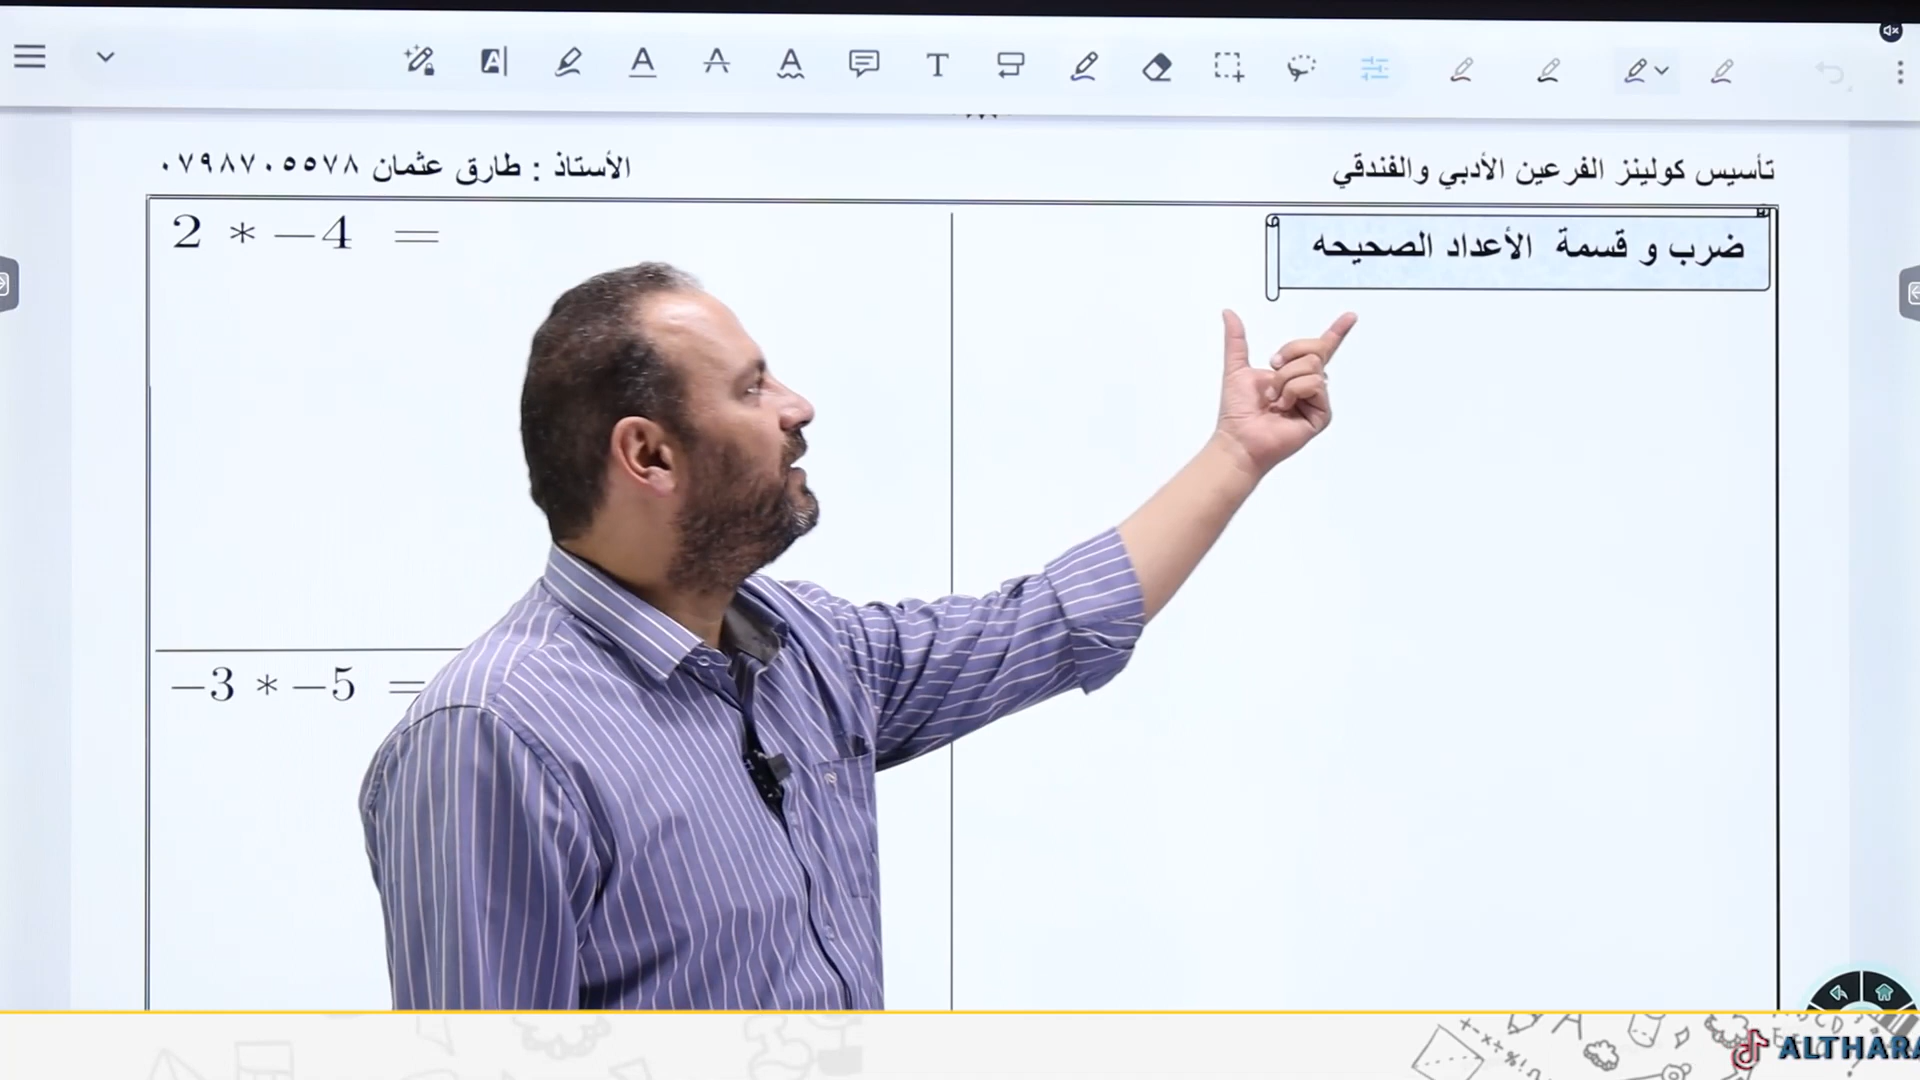 تأسيس كولينز الفرعين الأدبي والفندقي
الأستاذ : طارق عثمان ٠٧٩٨٧٠٥٥٧٨
ضرب و قسمة الأعداد الصحيحه
2 * −4 =
−3 * −5 =
ALTHARA